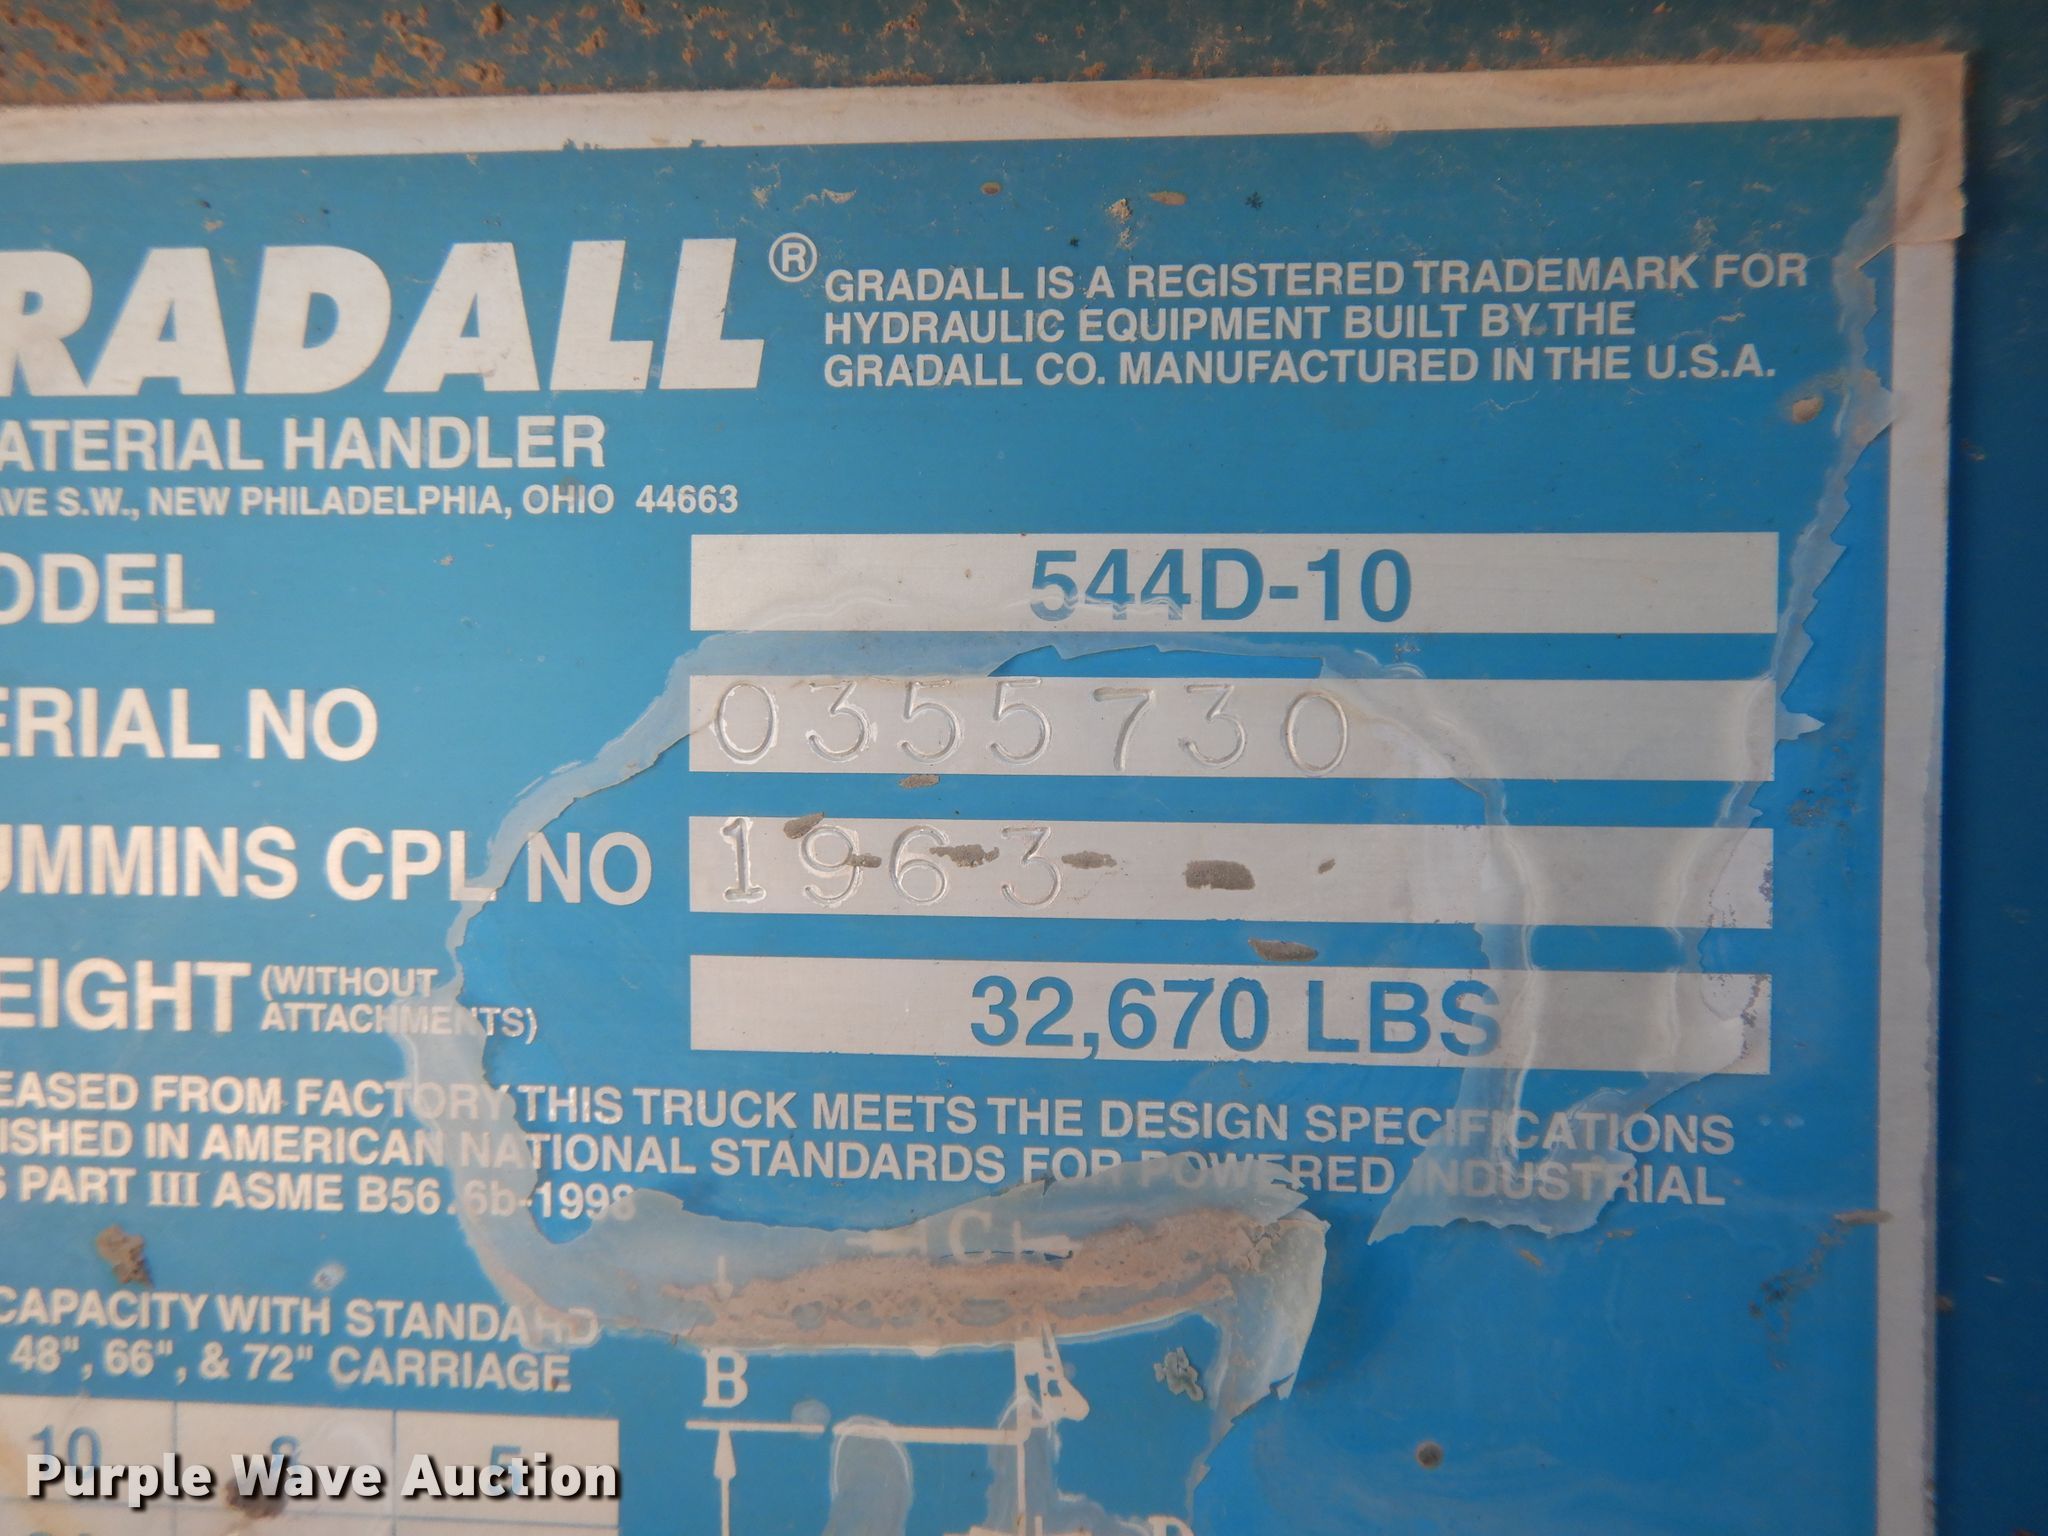 RADALL®
GRADALL IS A REGISTERED TRADEMARK FOR
HYDRAULIC EQUIPMENT BUILT BY THE
GRADALL CO. MANUFACTURED IN THE U.S.A.
ATERIAL HANDLER
AVE S.W., NEW PHILADELPHIA, OHIO 44663
ODEL 544D-10
ERIAL NO 0355730
UMMINS CPL NO 1963
EIGHT (WITHOUT ATTACHMENTS) 32,670 LBS
EASED FROM FACTORY THIS TRUCK MEETS THE DESIGN SPECIFICATIONS
ISHED IN AMERICAN NATIONAL STANDARDS FOR POWERED INDUSTRIAL
S PART III ASME B56.6b-1998
C
CAPACITY WITH STANDARD
48", 66", & 72" CARRIAGE
B
10
Purple Wave Auction